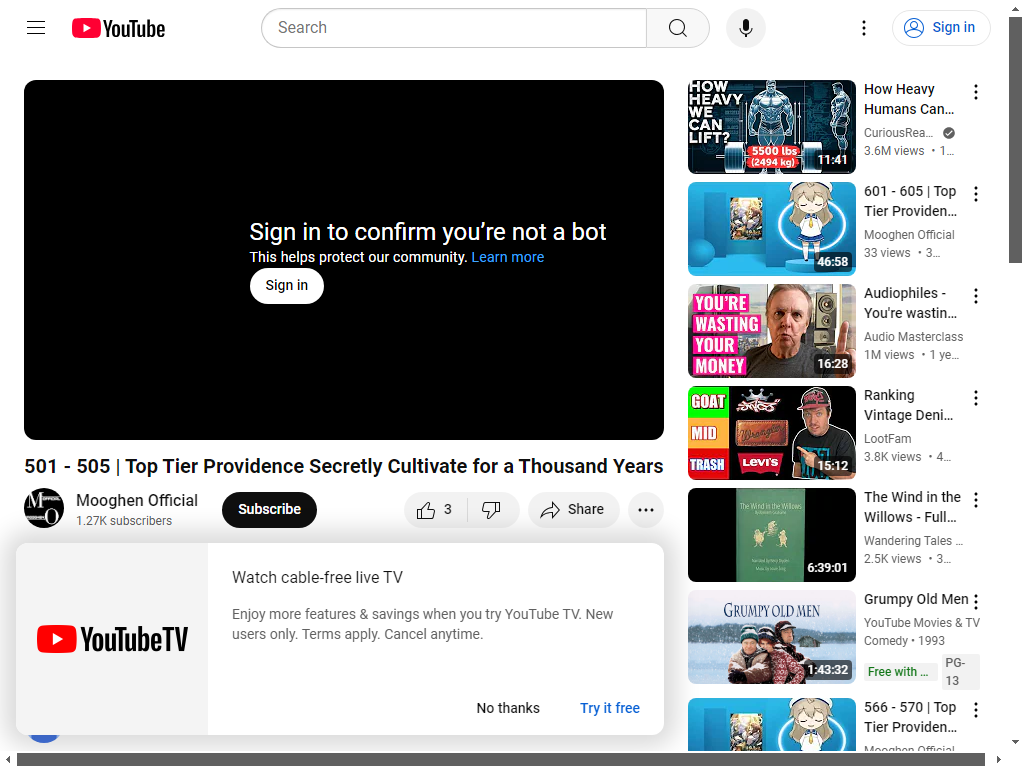 YouTube
Search
Sign in
Sign in to confirm you’re not a bot
This helps protect our community. Learn more
Sign in
501 - 505 | Top Tier Providence Secretly Cultivate for a Thousand Years
Mooghen Official
1.27K subscribers
Subscribe
3
Share
Watch cable-free live TV
Enjoy more features & savings when you try YouTube TV. New
users only. Terms apply. Cancel anytime.
YouTubeTV
No thanks
Try it free
HOW
HEAVY
WE
CAN
LIFT?
5500 lbs
(2494 kg)
11:41
How Heavy
Humans Can…
CuriousRea…
3.6M views • 1…
46:58
601 - 605 | Top
Tier Providen…
Mooghen Official
33 views • 3…
YOU'RE
WASTING
YOUR
MONEY
16:28
Audiophiles -
You're wastin…
Audio Masterclass
1M views • 1 ye…
GOAT
MID
TRASH
Wrangler
LEVI'S
15:12
Ranking
Vintage Deni…
LootFam
3.8K views • 4…
The Wind in the Willows
6:39:01
The Wind in the
Willows - Full…
Wandering Tales …
2.5K views • 3…
GRUMPY OLD MEN
1:43:32
Grumpy Old Men
YouTube Movies & TV
Comedy • 1993
Free with …
PG-
13
566 - 570 | Top
Tier Providen…
Mooghen Official